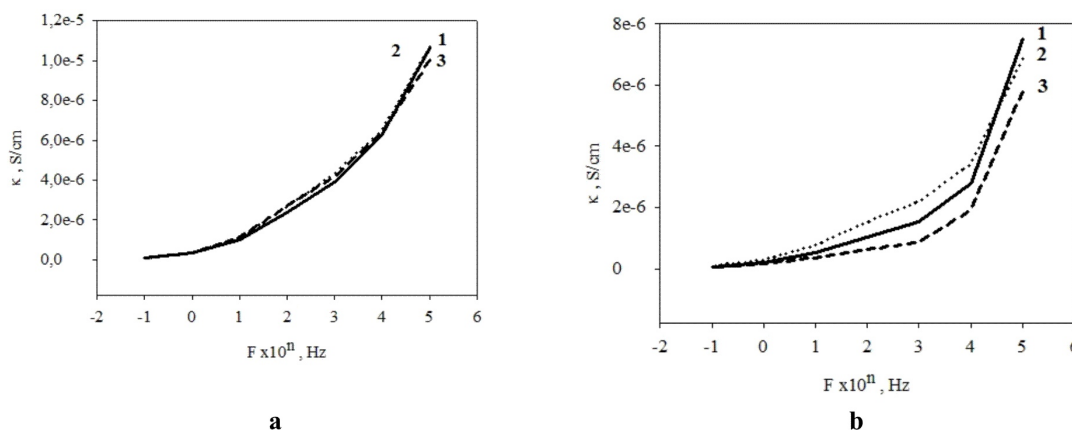 1,2e-5
1,0e-5
8,0e-6
6,0e-6
4,0e-6
2,0e-6
0,0
κ , S/cm
2
1
3
-2 -1 0 1 2 3 4 5 6
F x10ⁿ , Hz
a
8e-6
6e-6
4e-6
2e-6
0
κ , S/cm
1
2
3
-2 -1 0 1 2 3 4 5 6
F x10ⁿ , Hz
b